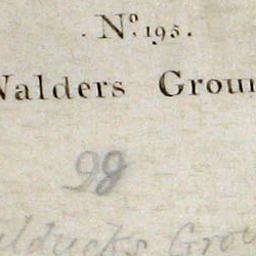 . Nº. 195.
Walders Groun
98